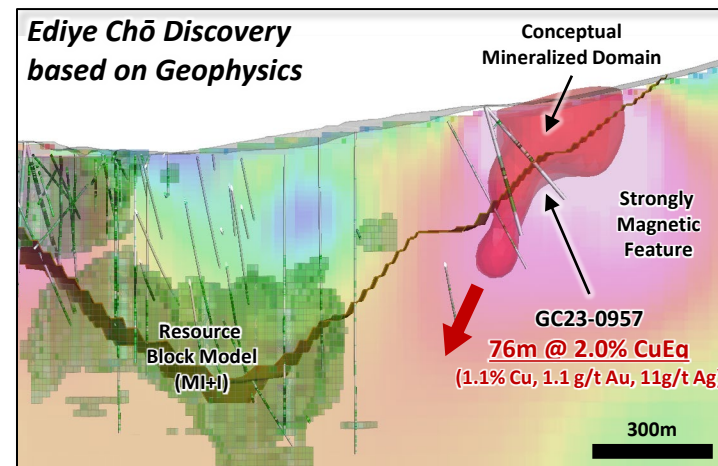 Ediye Chō Discovery
based on Geophysics
Conceptual
Mineralized Domain
Strongly
Magnetic
Feature
GC23-0957
76m @ 2.0% CuEq
(1.1% Cu, 1.1 g/t Au, 11g/t Ag)
Resource
Block Model
(MI+I)
300m